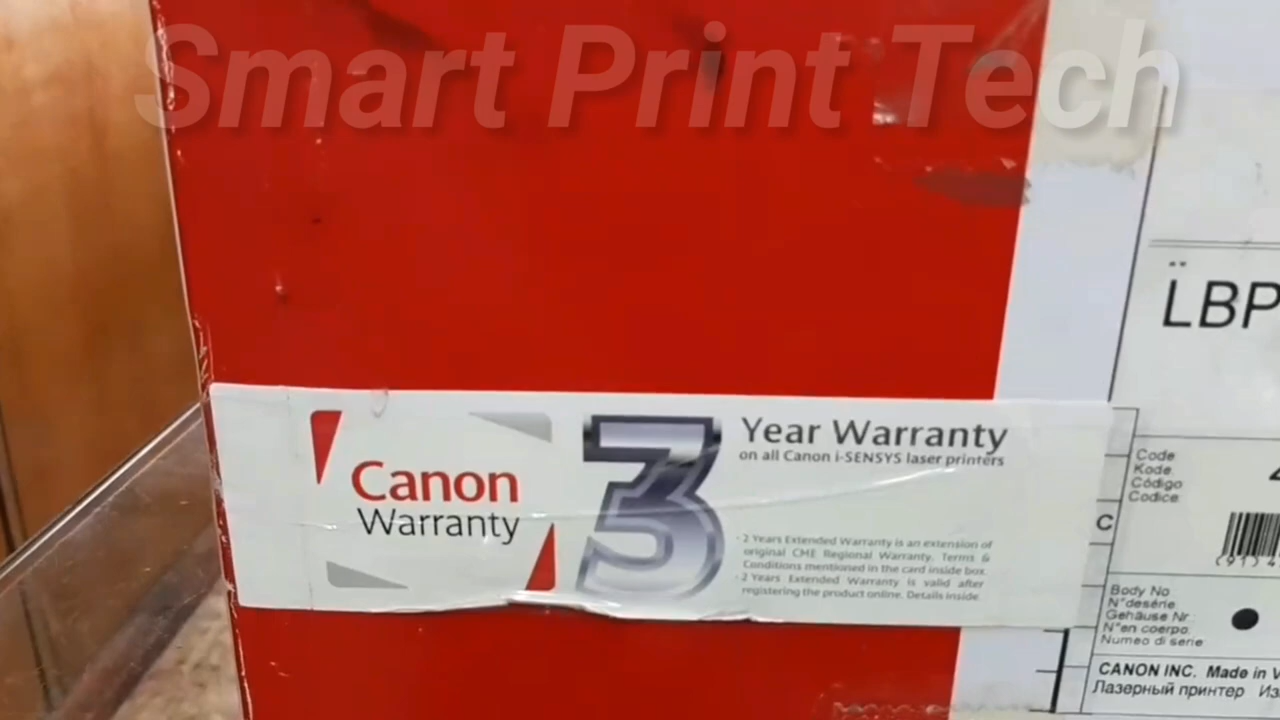 Smart Print Tech
LBP
Canon
Warranty
3
Year Warranty
on all Canon i-SENSYS laser printers
- 2 Years Extended Warranty is an extension of
original CME Regional Warranty. Terms &
Conditions mentioned in the card inside box.
- 2 Years Extended Warranty is valid after
registering the product online. Details inside.
Code
Kode.
Código
Codice
C
Body No
N°desérie.
Gehäuse Nr
N°en cuerpo.
Numeo di serie
CANON INC. Made in
Лазерный принтер